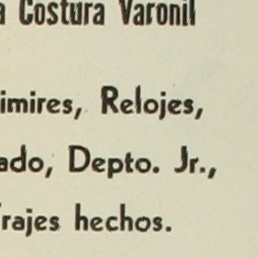 a Costura Varonil
imires, Relojes,
ado, Depto. Jr.,
rajes hechos.